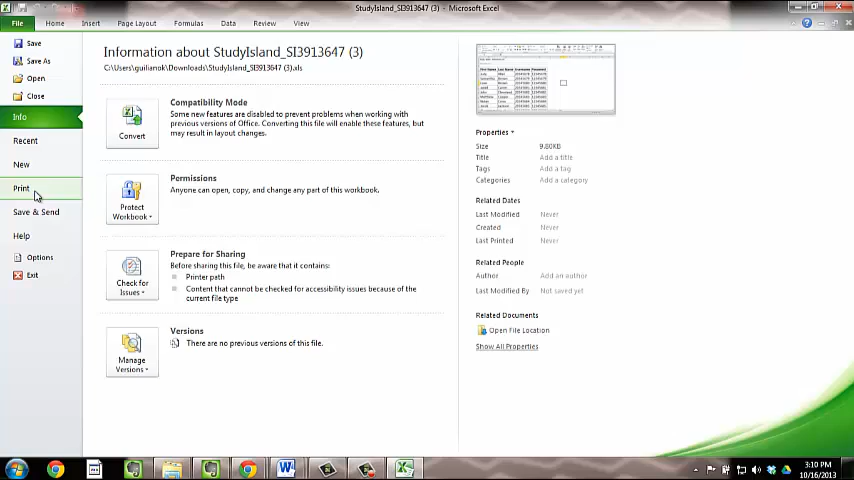 StudyIsland_SI3913647 (3) - Microsoft Excel
File Home Insert Page Layout Formulas Data Review View
Save
Save As
Open
Close
Info
Recent
New
Print
Save & Send
Help
Options
Exit
Information about StudyIsland_SI3913647 (3)
C:\Users\guilianok\Downloads\StudyIsland_SI3913647 (3).xls
Convert
Compatibility Mode
Some new features are disabled to prevent problems when working with
previous versions of Office. Converting this file will enable these features, but
may result in layout changes.
Protect
Workbook
Permissions
Anyone can open, copy, and change any part of this workbook.
Check for
Issues
Prepare for Sharing
Before sharing this file, be aware that it contains:
Printer path
Content that cannot be checked for accessibility issues because of the
current file type
Manage
Versions
Versions
There are no previous versions of this file.
Properties
Size 9.80KB
Title Add a title
Tags Add a tag
Categories Add a category
Related Dates
Last Modified Never
Created Never
Last Printed Never
Related People
Author Add an author
Last Modified By Not saved yet
Related Documents
Open File Location
Show All Properties
3:10 PM
10/16/2013